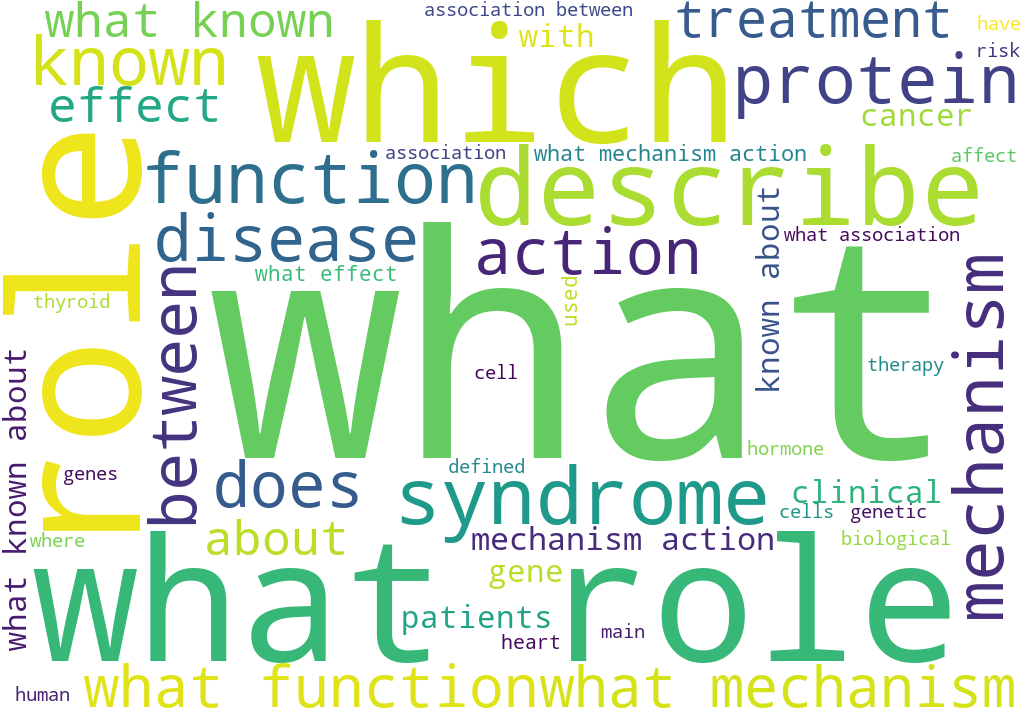 what known
association between
with
treatment
have
known
which
risk
effect
protein
cancer
role
function
association
what mechanism action
describe
affect
disease
between
what effect
action
known about
what association
mechanism
thyroid
what
used
cell
therapy
what known about
genes
does
defined
syndrome
hormone
clinical
cells
genetic
where
about
mechanism action
biological
what role
gene
patients
heart
main
human
what function
what mechanism